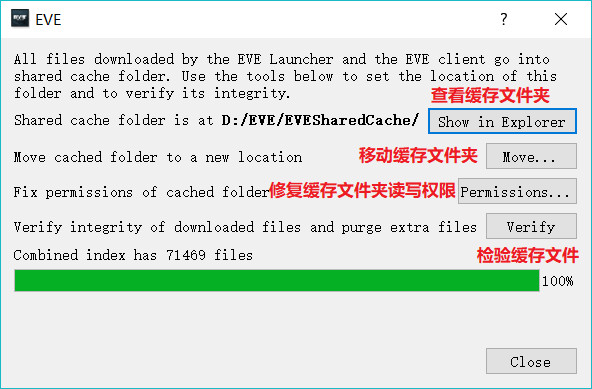 EVE
All files downloaded by the EVE Launcher and the EVE client go into
shared cache folder. Use the tools below to set the location of this
folder and to verify its integrity.
查看缓存文件夹
Shared cache folder is at D:/EVE/EVESharedCache/ Show in Explorer
Move cached folder to a new location 移动缓存文件夹 Move...
Fix permissions of cached folder 修复缓存文件夹读写权限 Permissions...
Verify integrity of downloaded files and purge extra files Verify
Combined index has 71469 files 检验缓存文件
100%
Close